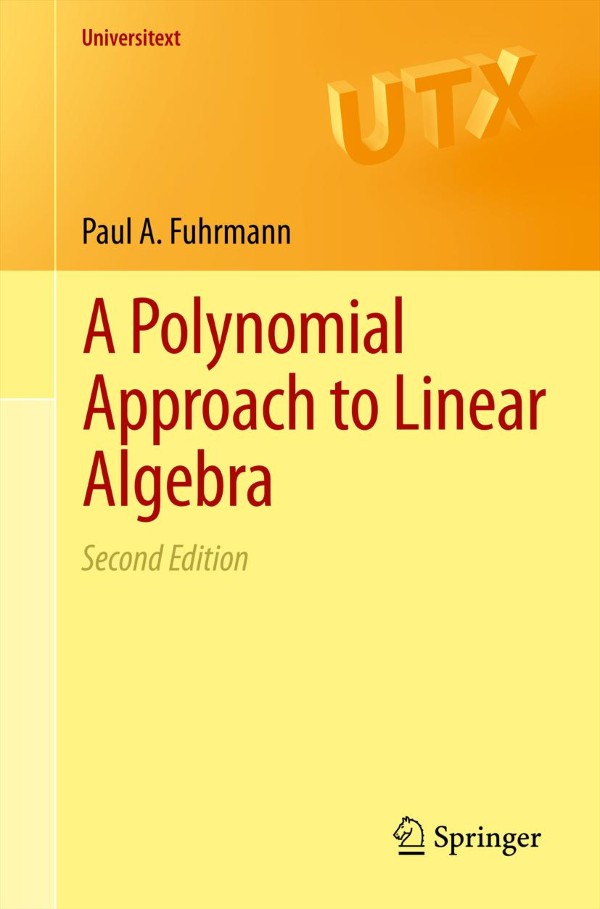 Universitext
UTX
Paul A. Fuhrmann
A Polynomial
Approach to Linear
Algebra
Second Edition
Springer